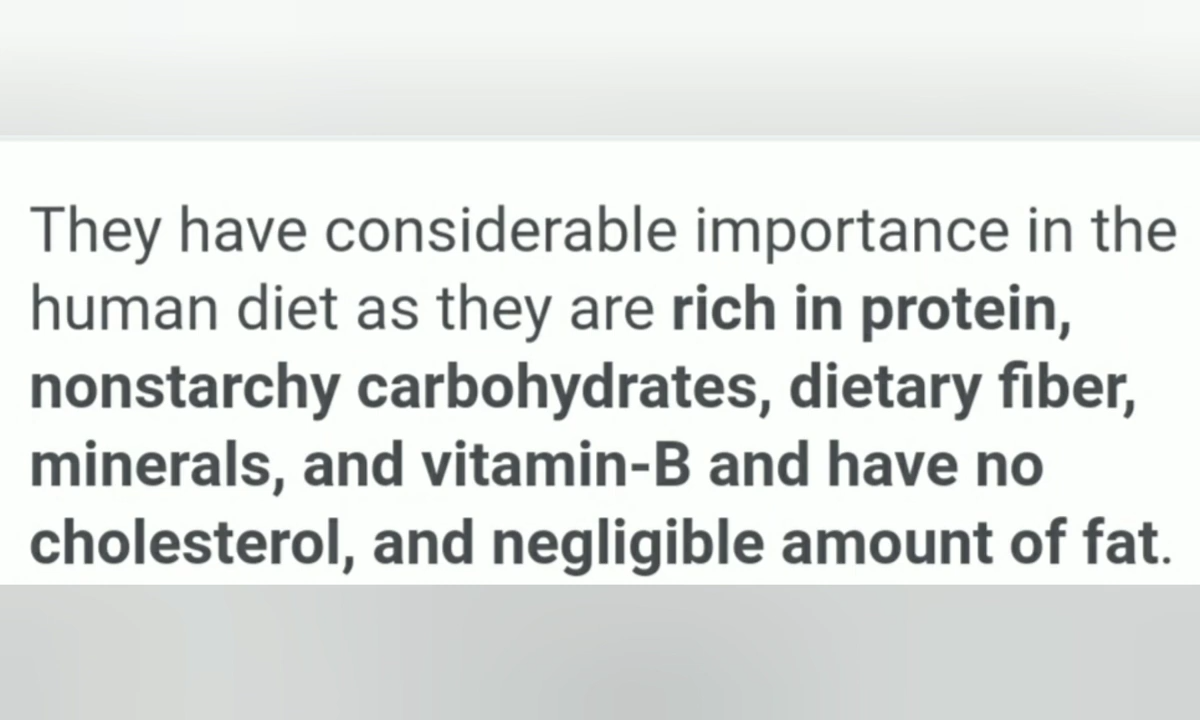 They have considerable importance in the
human diet as they are rich in protein,
nonstarchy carbohydrates, dietary fiber,
minerals, and vitamin-B and have no
cholesterol, and negligible amount of fat.